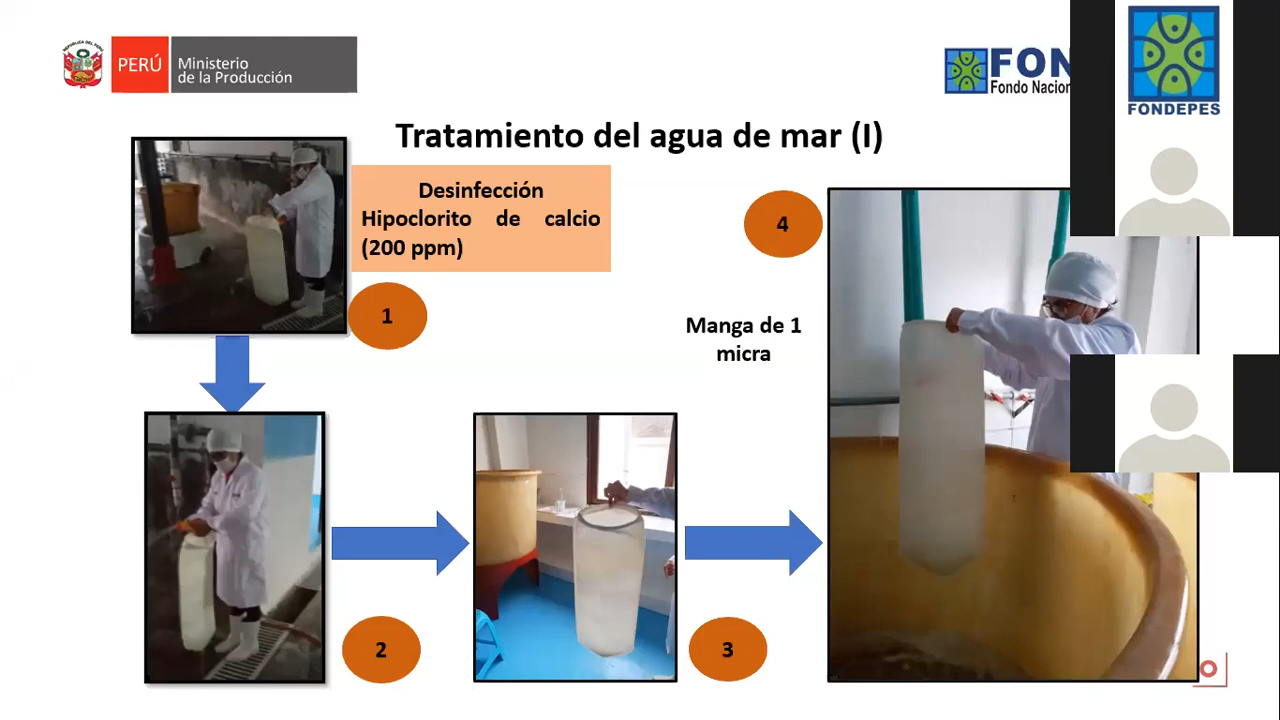 PERÚ
Ministerio
de la Producción
FON
Fondo Nacion
FONDEPES
Tratamiento del agua de mar (I)
Desinfección
Hipoclorito de calcio
(200 ppm)
1
4
Manga de 1
micra
2
3